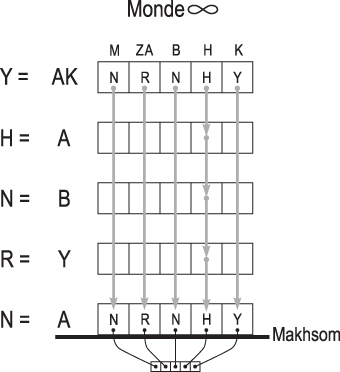 Monde ∞
M ZA B H K
Y = AK N R N H Y
H = A
N = B
R = Y
N = A N R N H Y
Makhsom